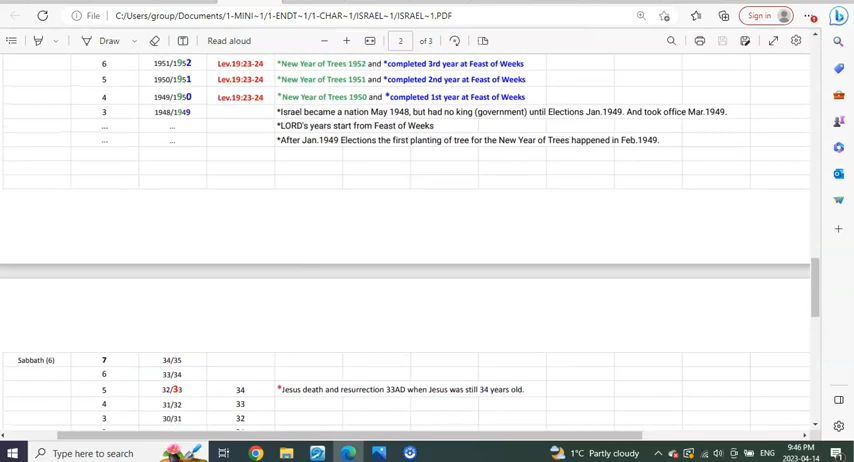 File C:/Users/group/Documents/1-MINI~1/1-ENDT~1/1-CHAR~1/ISRAEL~1/ISRAEL~1.PDF Sign in
Draw Read aloud 2 of 3
6 1951/1952 Lev.19:23-24 *New Year of Trees 1952 and *completed 3rd year at Feast of Weeks
5 1950/1951 Lev.19:23-24 *New Year of Trees 1951 and *completed 2nd year at Feast of Weeks
4 1949/1950 Lev.19:23-24 *New Year of Trees 1950 and *completed 1st year at Feast of Weeks
3 1948/1949 *Israel became a nation May 1948, but had no king (government) until Elections Jan.1949. And took office Mar.1949.
... ... *LORD's years start from Feast of Weeks
... ... *After Jan.1949 Elections the first planting of tree for the New Year of Trees happened in Feb.1949.
Sabbath (6) 7 34/35
6 33/34
5 32/33 34 *Jesus death and resurrection 33AD when Jesus was still 34 years old.
4 31/32 33
3 30/31 32
Type here to search 1°C Partly cloudy ENG 9:46 PM
2023-04-14